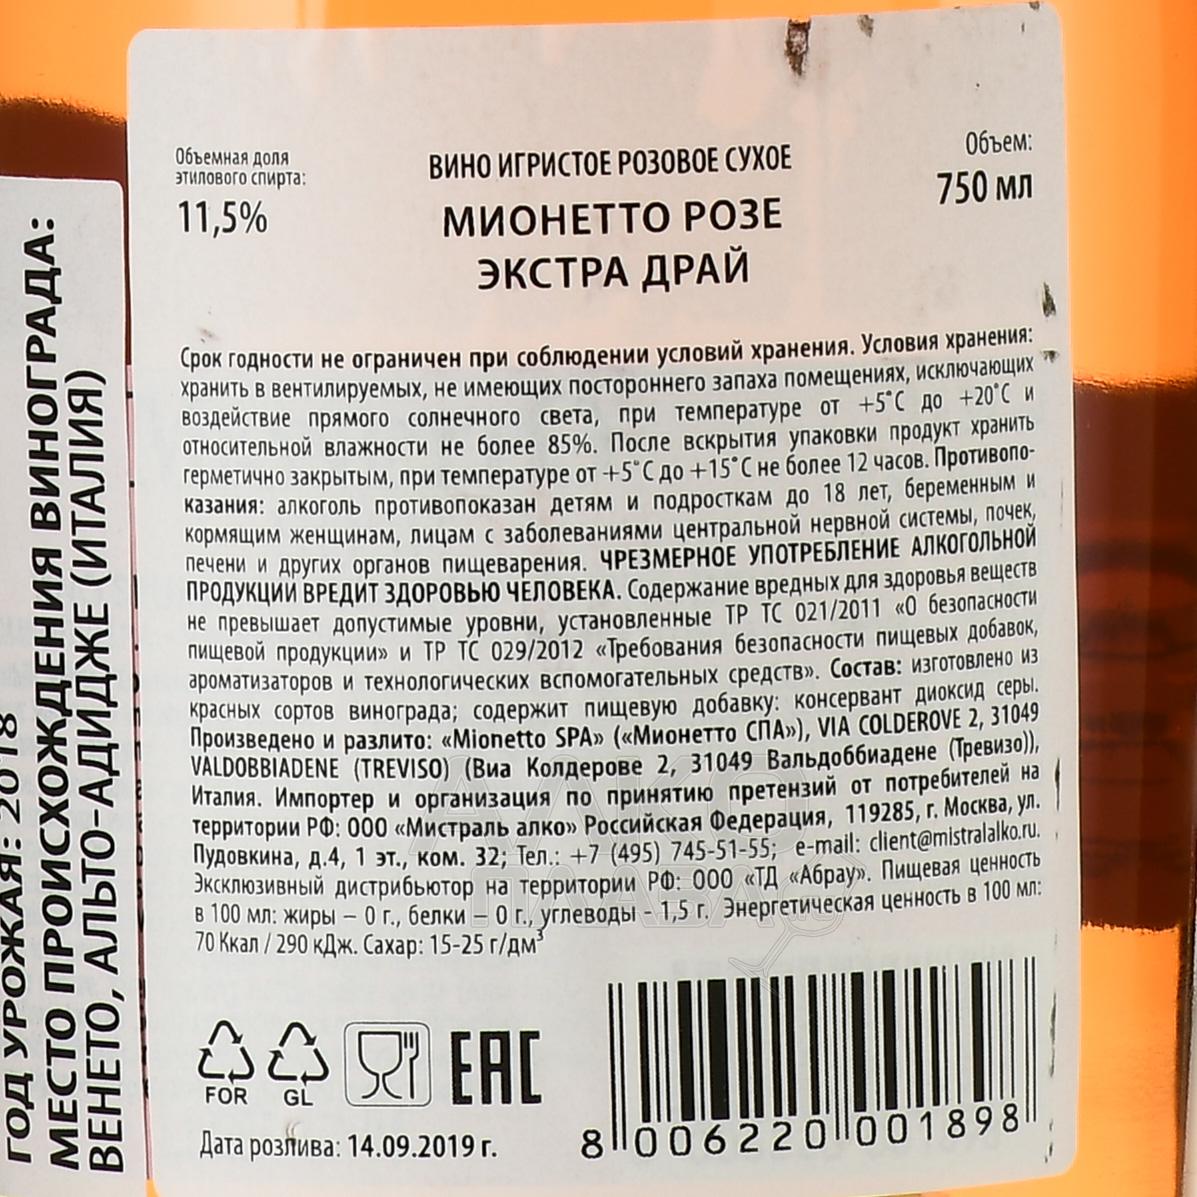 Объемная доля
этилового спирта:
11,5%
ВИНО ИГРИСТОЕ РОЗОВОЕ СУХОЕ
МИОНЕТТО РОЗЕ
ЭКСТРА ДРАЙ
Объем:
750 мл
Срок годности не ограничен при соблюдении условий хранения. Условия хранения:
хранить в вентилируемых, не имеющих постороннего запаха помещениях, исключающих
воздействие прямого солнечного света, при температуре от +5˚С до +20˚С и
относительной влажности не более 85%. После вскрытия упаковки продукт хранить
герметично закрытым, при температуре от +5˚С до +15˚С не более 12 часов. Противопо-
казания: алкоголь противопоказан детям и подросткам до 18 лет, беременным и
кормящим женщинам, лицам с заболеваниями центральной нервной системы, почек,
печени и других органов пищеварения. ЧРЕЗМЕРНОЕ УПОТРЕБЛЕНИЕ АЛКОГОЛЬНОЙ
ПРОДУКЦИИ ВРЕДИТ ЗДОРОВЬЮ ЧЕЛОВЕКА. Содержание вредных для здоровья веществ
не превышает допустимые уровни, установленные ТР ТС 021/2011 «О безопасности
пищевой продукции» и ТР ТС 029/2012 «Требования безопасности пищевых добавок,
ароматизаторов и технологических вспомогательных средств». Состав: изготовлено из
красных сортов винограда; содержит пищевую добавку: консервант диоксид серы.
Произведено и разлито: «Mionetto SPA» («Мионетто СПА»), VIA COLDEROVE 2, 31049
VALDOBBIADENE (TREVISO) (Виа Колдерове 2, 31049 Вальдоббиадене (Тревизо)),
Италия. Импортер и организация по принятию претензий от потребителей на
территории РФ: ООО «Мистраль алко» Российская Федерация, 119285, г. Москва, ул.
Пудовкина, д.4, 1 эт., ком. 32; Тел.: +7 (495) 745-51-55; e-mail: client@mistralalko.ru.
Эксклюзивный дистрибьютор на территории РФ: ООО «ТД «Абрау». Пищевая ценность
в 100 мл: жиры – 0 г., белки – 0 г., углеводы - 1,5 г. Энергетическая ценность в 100 мл:
70 Ккал / 290 кДж. Сахар: 15-25 г/дм³
FOR
GL
EAC
Дата розлива: 14.09.2019 г.
8 006220 001898
ГОД УРОЖАЯ: 2018
МЕСТО ПРОИСХОЖДЕНИЯ ВИНОГРАДА:
ВЕНЕТО, АЛЬТО-АДИДЖЕ (ИТАЛИЯ)